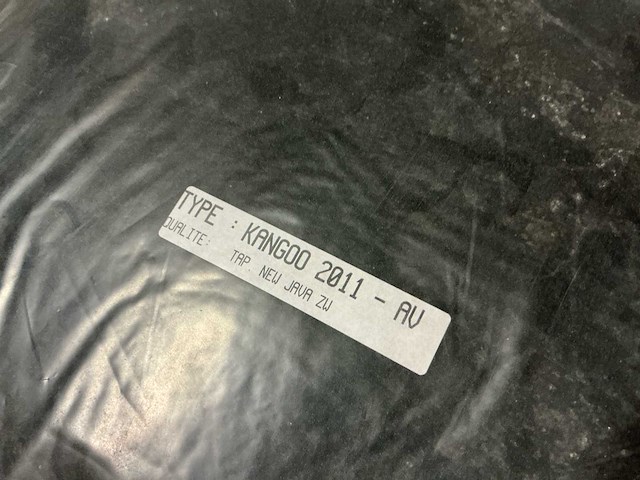 TYPE : KANGOO 2011 - AV
QUALITE: TAP. NEW JAVA ZW